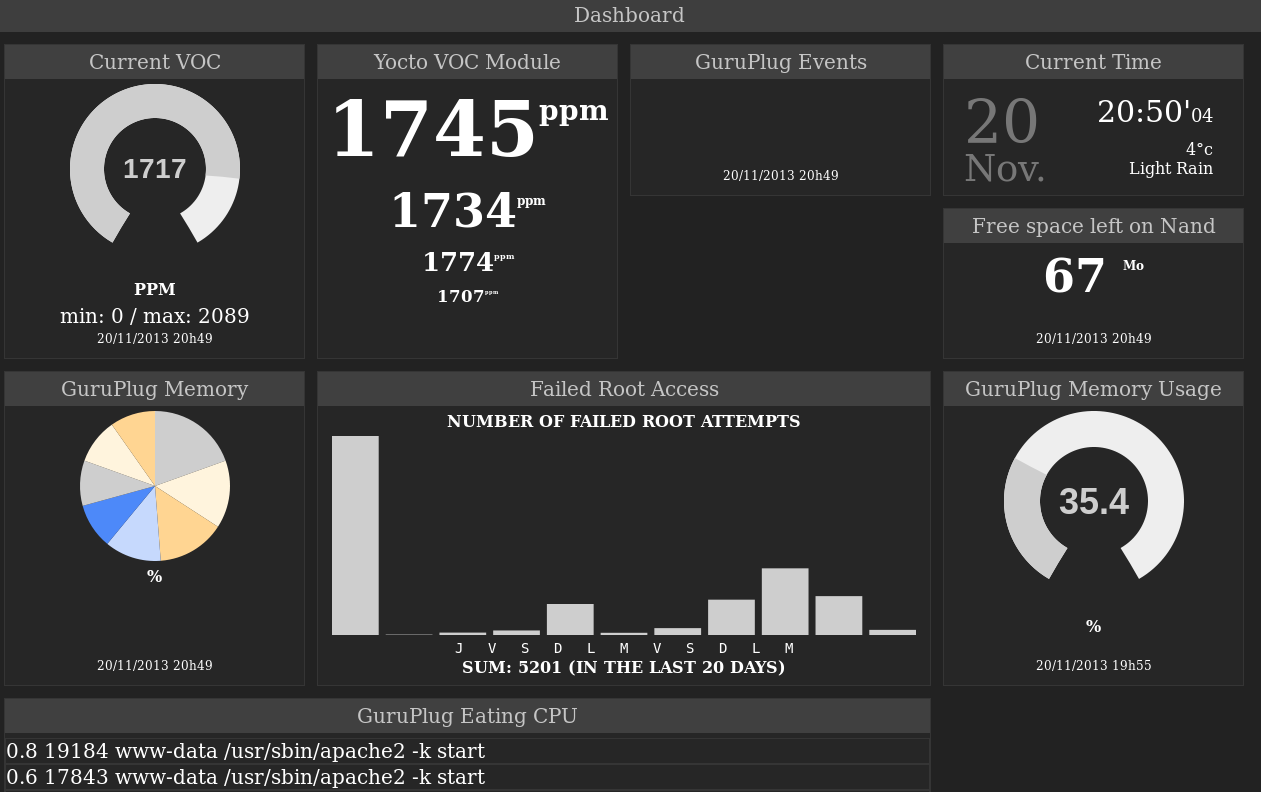 Dashboard
Current VOC
1717
PPM
min: 0 / max: 2089
20/11/2013 20h49
Yocto VOC Module
1745ppm
1734ppm
1774ppm
1707ppm
GuruPlug Events
20/11/2013 20h49
Current Time
20
Nov.
20:50'04
4°c
Light Rain
Free space left on Nand
67 Mo
20/11/2013 20h49
GuruPlug Memory
%
20/11/2013 20h49
Failed Root Access
NUMBER OF FAILED ROOT ATTEMPTS
J V S D L M V S D L M
SUM: 5201 (IN THE LAST 20 DAYS)
GuruPlug Memory Usage
35.4
%
20/11/2013 19h55
GuruPlug Eating CPU
0.8 19184 www-data /usr/sbin/apache2 -k start
0.6 17843 www-data /usr/sbin/apache2 -k start